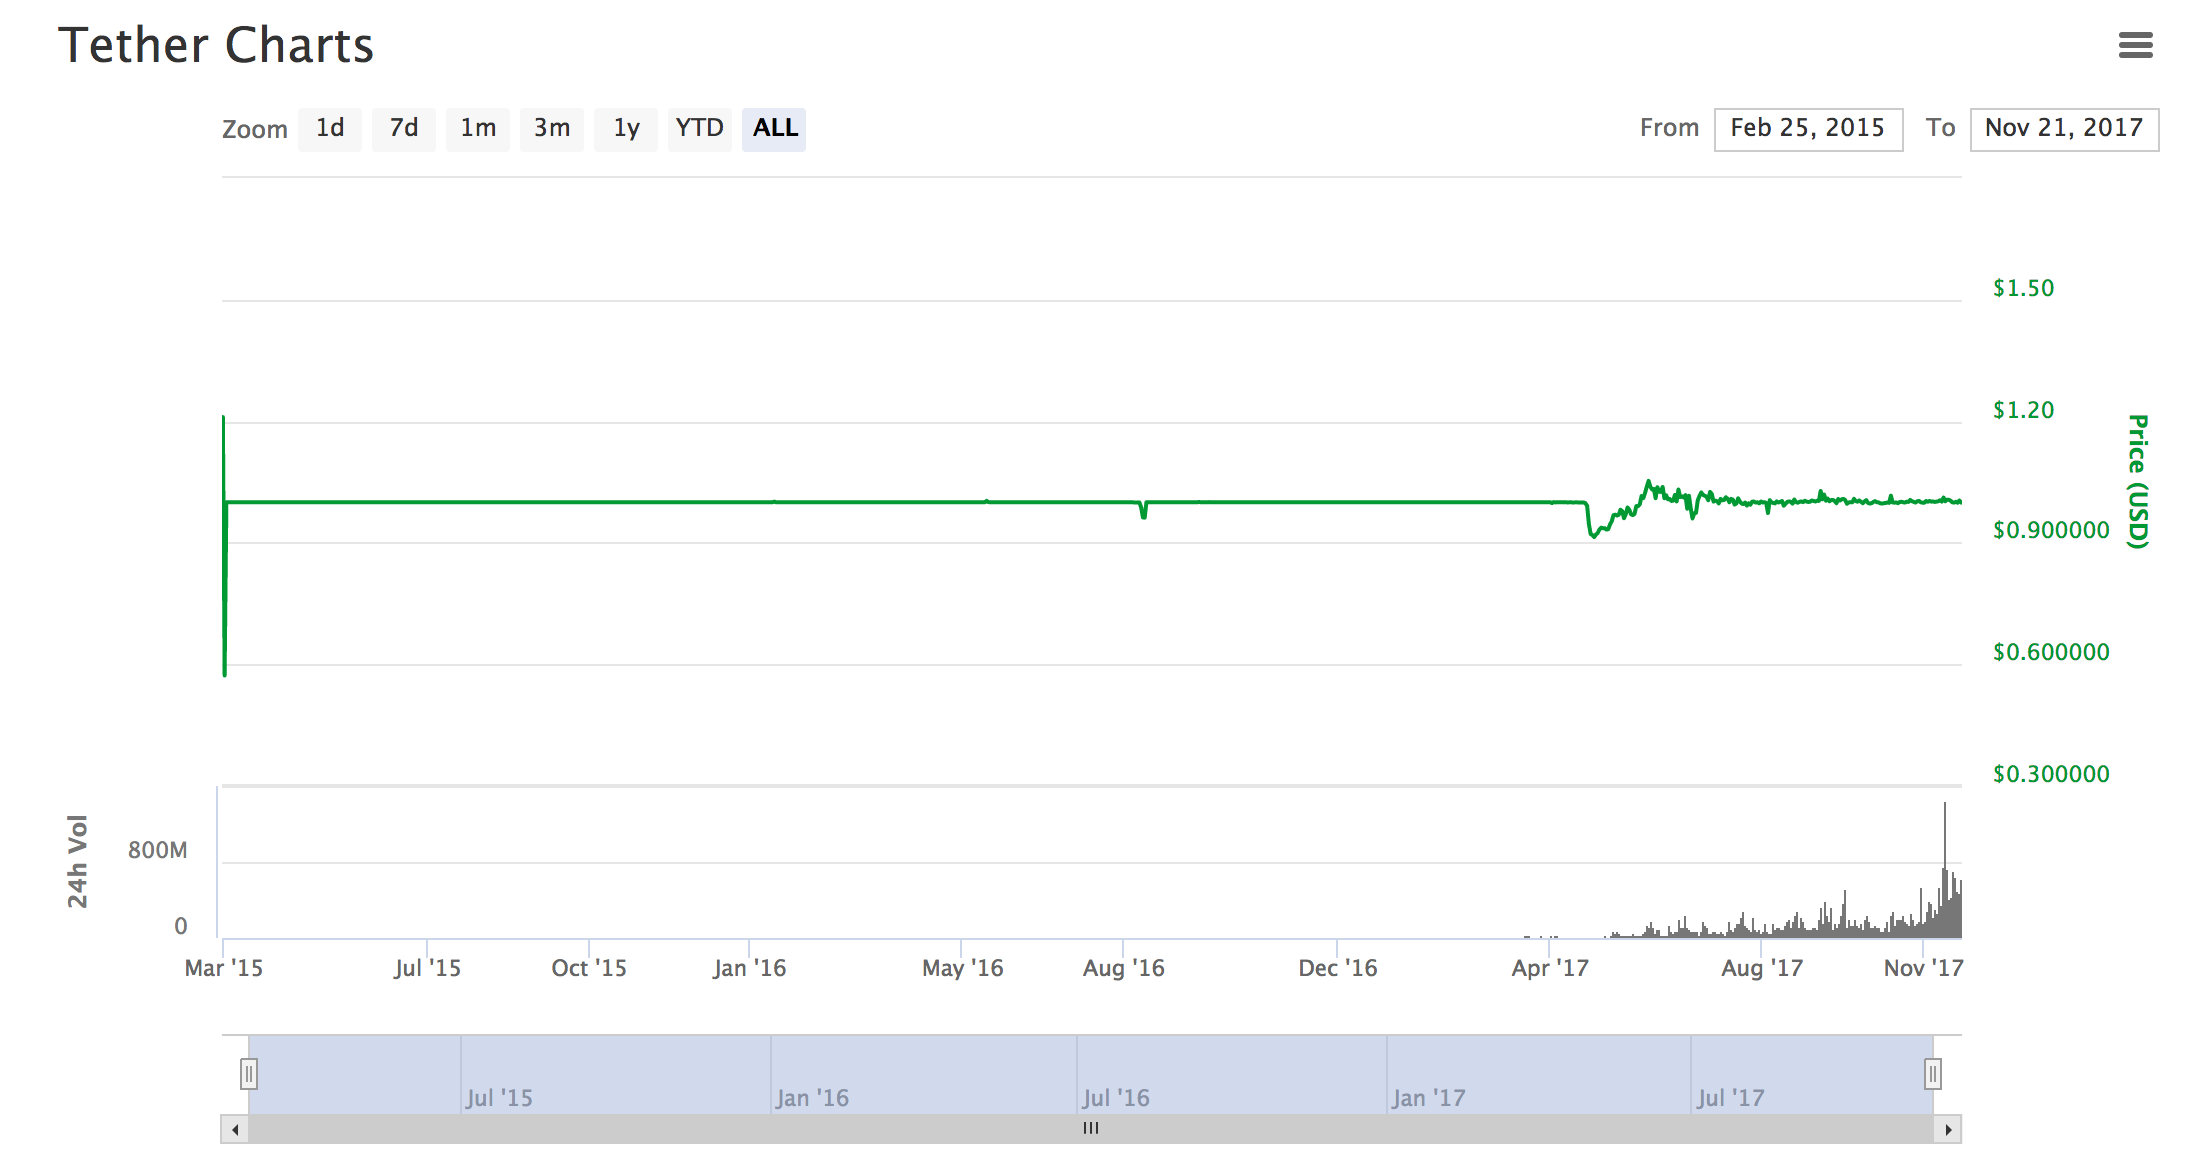 Tether Charts
Zoom 1d 7d 1m 3m 1y YTD ALL From Feb 25, 2015 To Nov 21, 2017
$1.50
$1.20
$0.900000
$0.600000
$0.300000
Price (USD)
24h Vol
800M
0
Mar '15 Jul '15 Oct '15 Jan '16 May '16 Aug '16 Dec '16 Apr '17 Aug '17 Nov '17
Jul '15 Jan '16 Jul '16 Jan '17 Jul '17